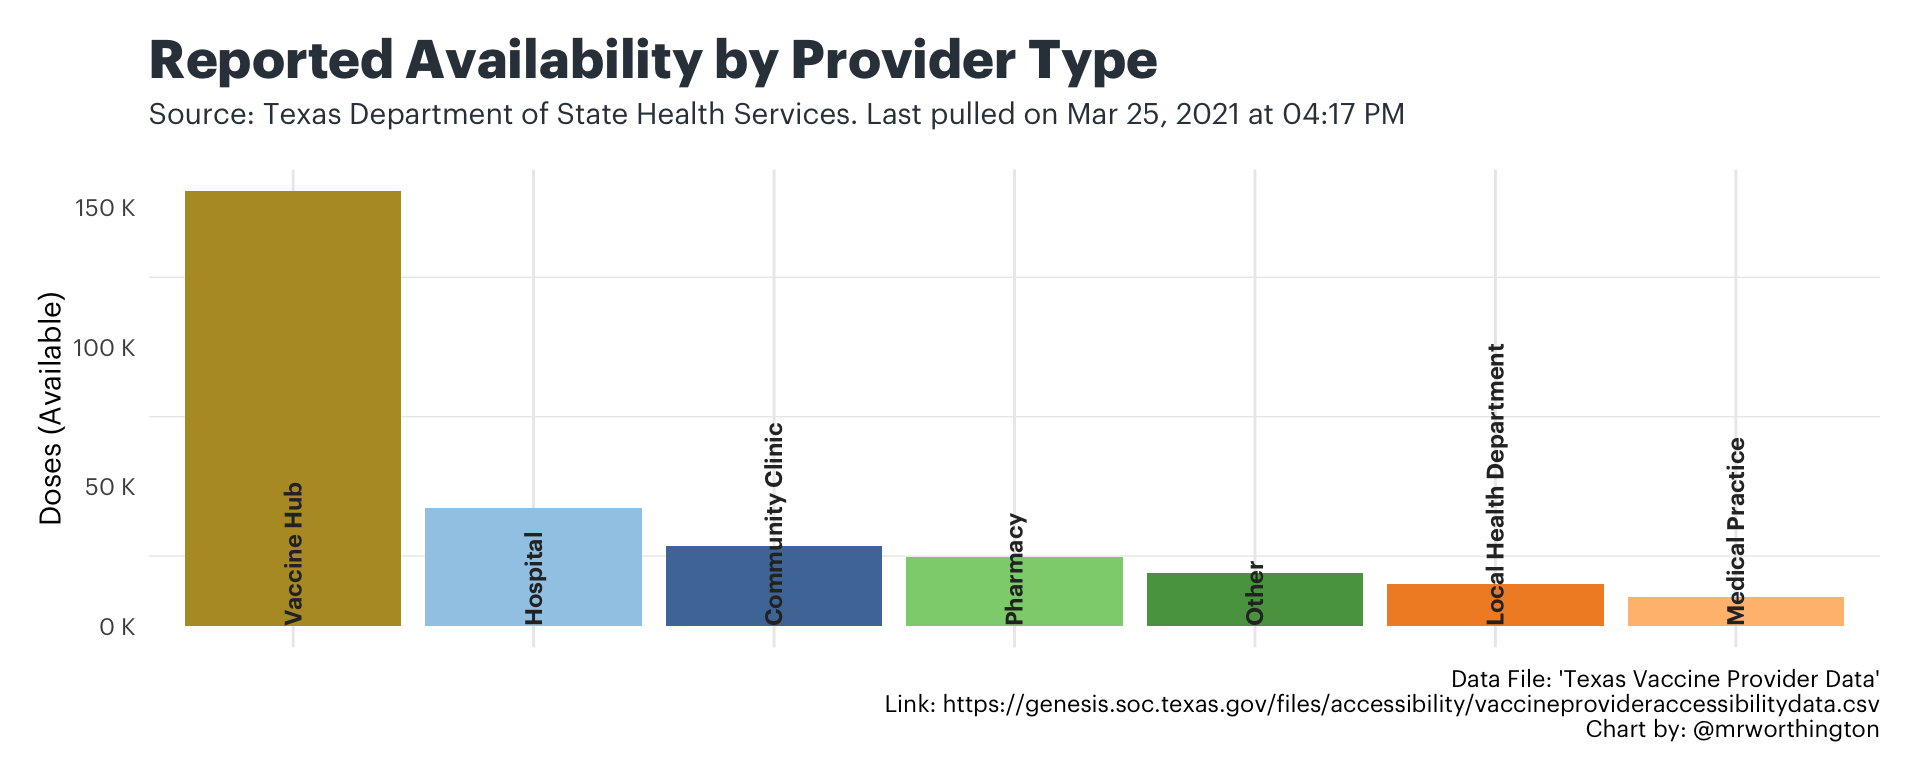 Reported Availability by Provider Type
Source: Texas Department of State Health Services. Last pulled on Mar 25, 2021 at 04:17 PM
Doses (Available)
150 K
100 K
50 K
0 K
Vaccine Hub
Hospital
Community Clinic
Pharmacy
Other
Local Health Department
Medical Practice
Data File: 'Texas Vaccine Provider Data'
Link: https://genesis.soc.texas.gov/files/accessibility/vaccineprovideraccessibilitydata.csv
Chart by: @mrworthington